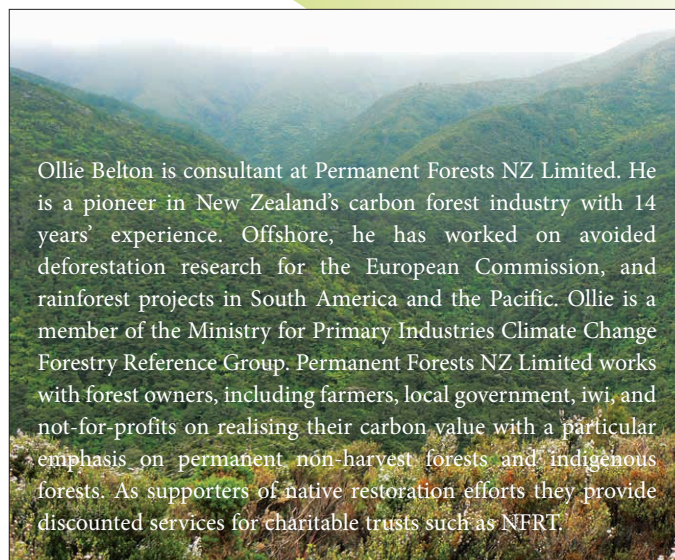 Ollie Belton is consultant at Permanent Forests NZ Limited. He
is a pioneer in New Zealand’s carbon forest industry with 14
years’ experience. Offshore, he has worked on avoided
deforestation research for the European Commission, and
rainforest projects in South America and the Pacific. Ollie is a
member of the Ministry for Primary Industries Climate Change
Forestry Reference Group. Permanent Forests NZ Limited works
with forest owners, including farmers, local government, iwi, and
not-for-profits on realising their carbon value with a particular
emphasis on permanent non-harvest forests and indigenous
forests. As supporters of native restoration efforts they provide
discounted services for charitable trusts such as NFRT.